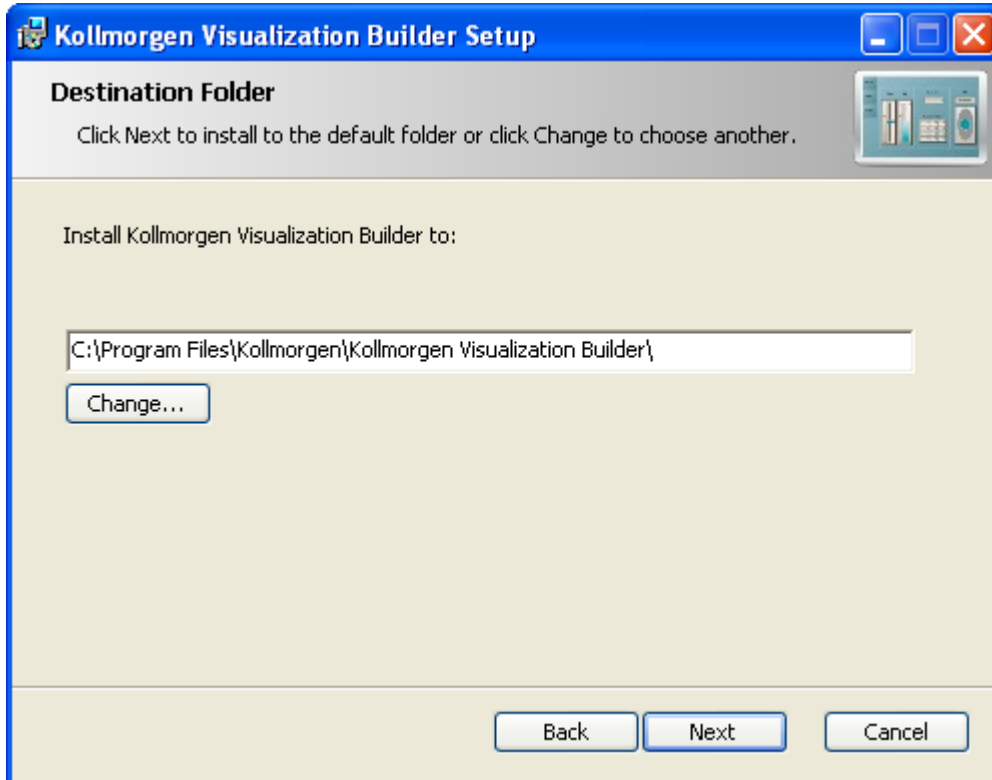 Kollmorgen Visualization Builder Setup
Destination Folder
Click Next to install to the default folder or click Change to choose another.
Install Kollmorgen Visualization Builder to:
C:\Program Files\Kollmorgen\Kollmorgen Visualization Builder\
Change...
Back Next Cancel